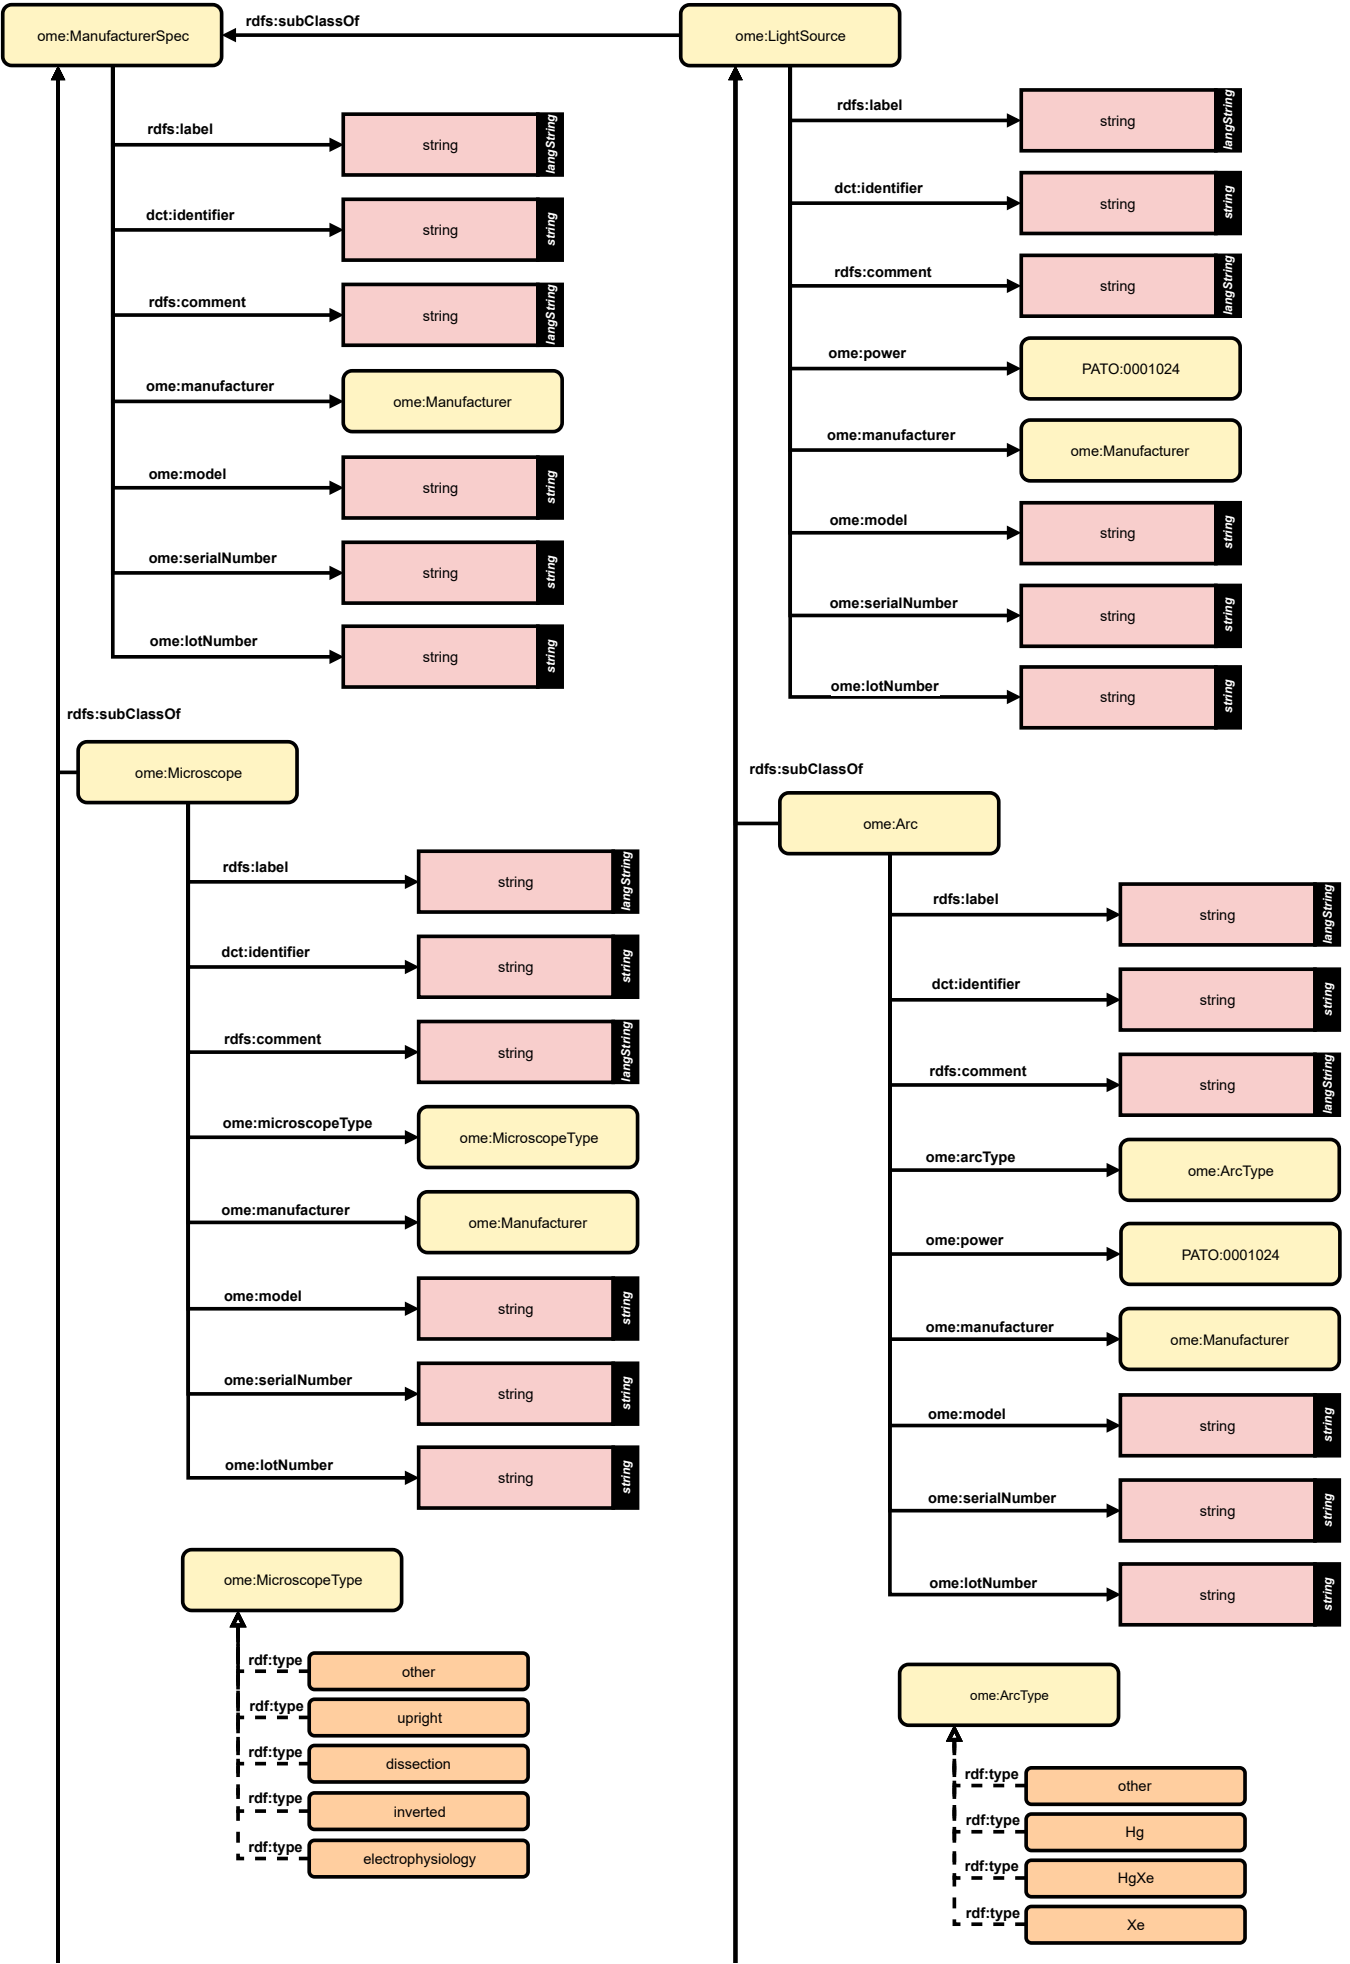 ome:ManufacturerSpec
rdfs:subClassOf
ome:LightSource
rdfs:label
string
langString
dct:identifier
string
string
rdfs:comment
string
langString
ome:manufacturer
ome:Manufacturer
ome:model
string
string
ome:serialNumber
string
string
ome:lotNumber
string
string
rdfs:label
string
langString
dct:identifier
string
string
rdfs:comment
string
langString
ome:power
PATO:0001024
ome:manufacturer
ome:Manufacturer
ome:model
string
string
ome:serialNumber
string
string
ome:lotNumber
string
string
rdfs:subClassOf
ome:Microscope
rdfs:label
string
langString
dct:identifier
string
string
rdfs:comment
string
langString
ome:microscopeType
ome:MicroscopeType
ome:manufacturer
ome:Manufacturer
ome:model
string
string
ome:serialNumber
string
string
ome:lotNumber
string
string
ome:MicroscopeType
rdf:type
other
rdf:type
upright
rdf:type
dissection
rdf:type
inverted
rdf:type
electrophysiology
rdfs:subClassOf
ome:Arc
rdfs:label
string
langString
dct:identifier
string
string
rdfs:comment
string
langString
ome:arcType
ome:ArcType
ome:power
PATO:0001024
ome:manufacturer
ome:Manufacturer
ome:model
string
string
ome:serialNumber
string
string
ome:lotNumber
string
string
ome:ArcType
rdf:type
other
rdf:type
Hg
rdf:type
HgXe
rdf:type
Xe